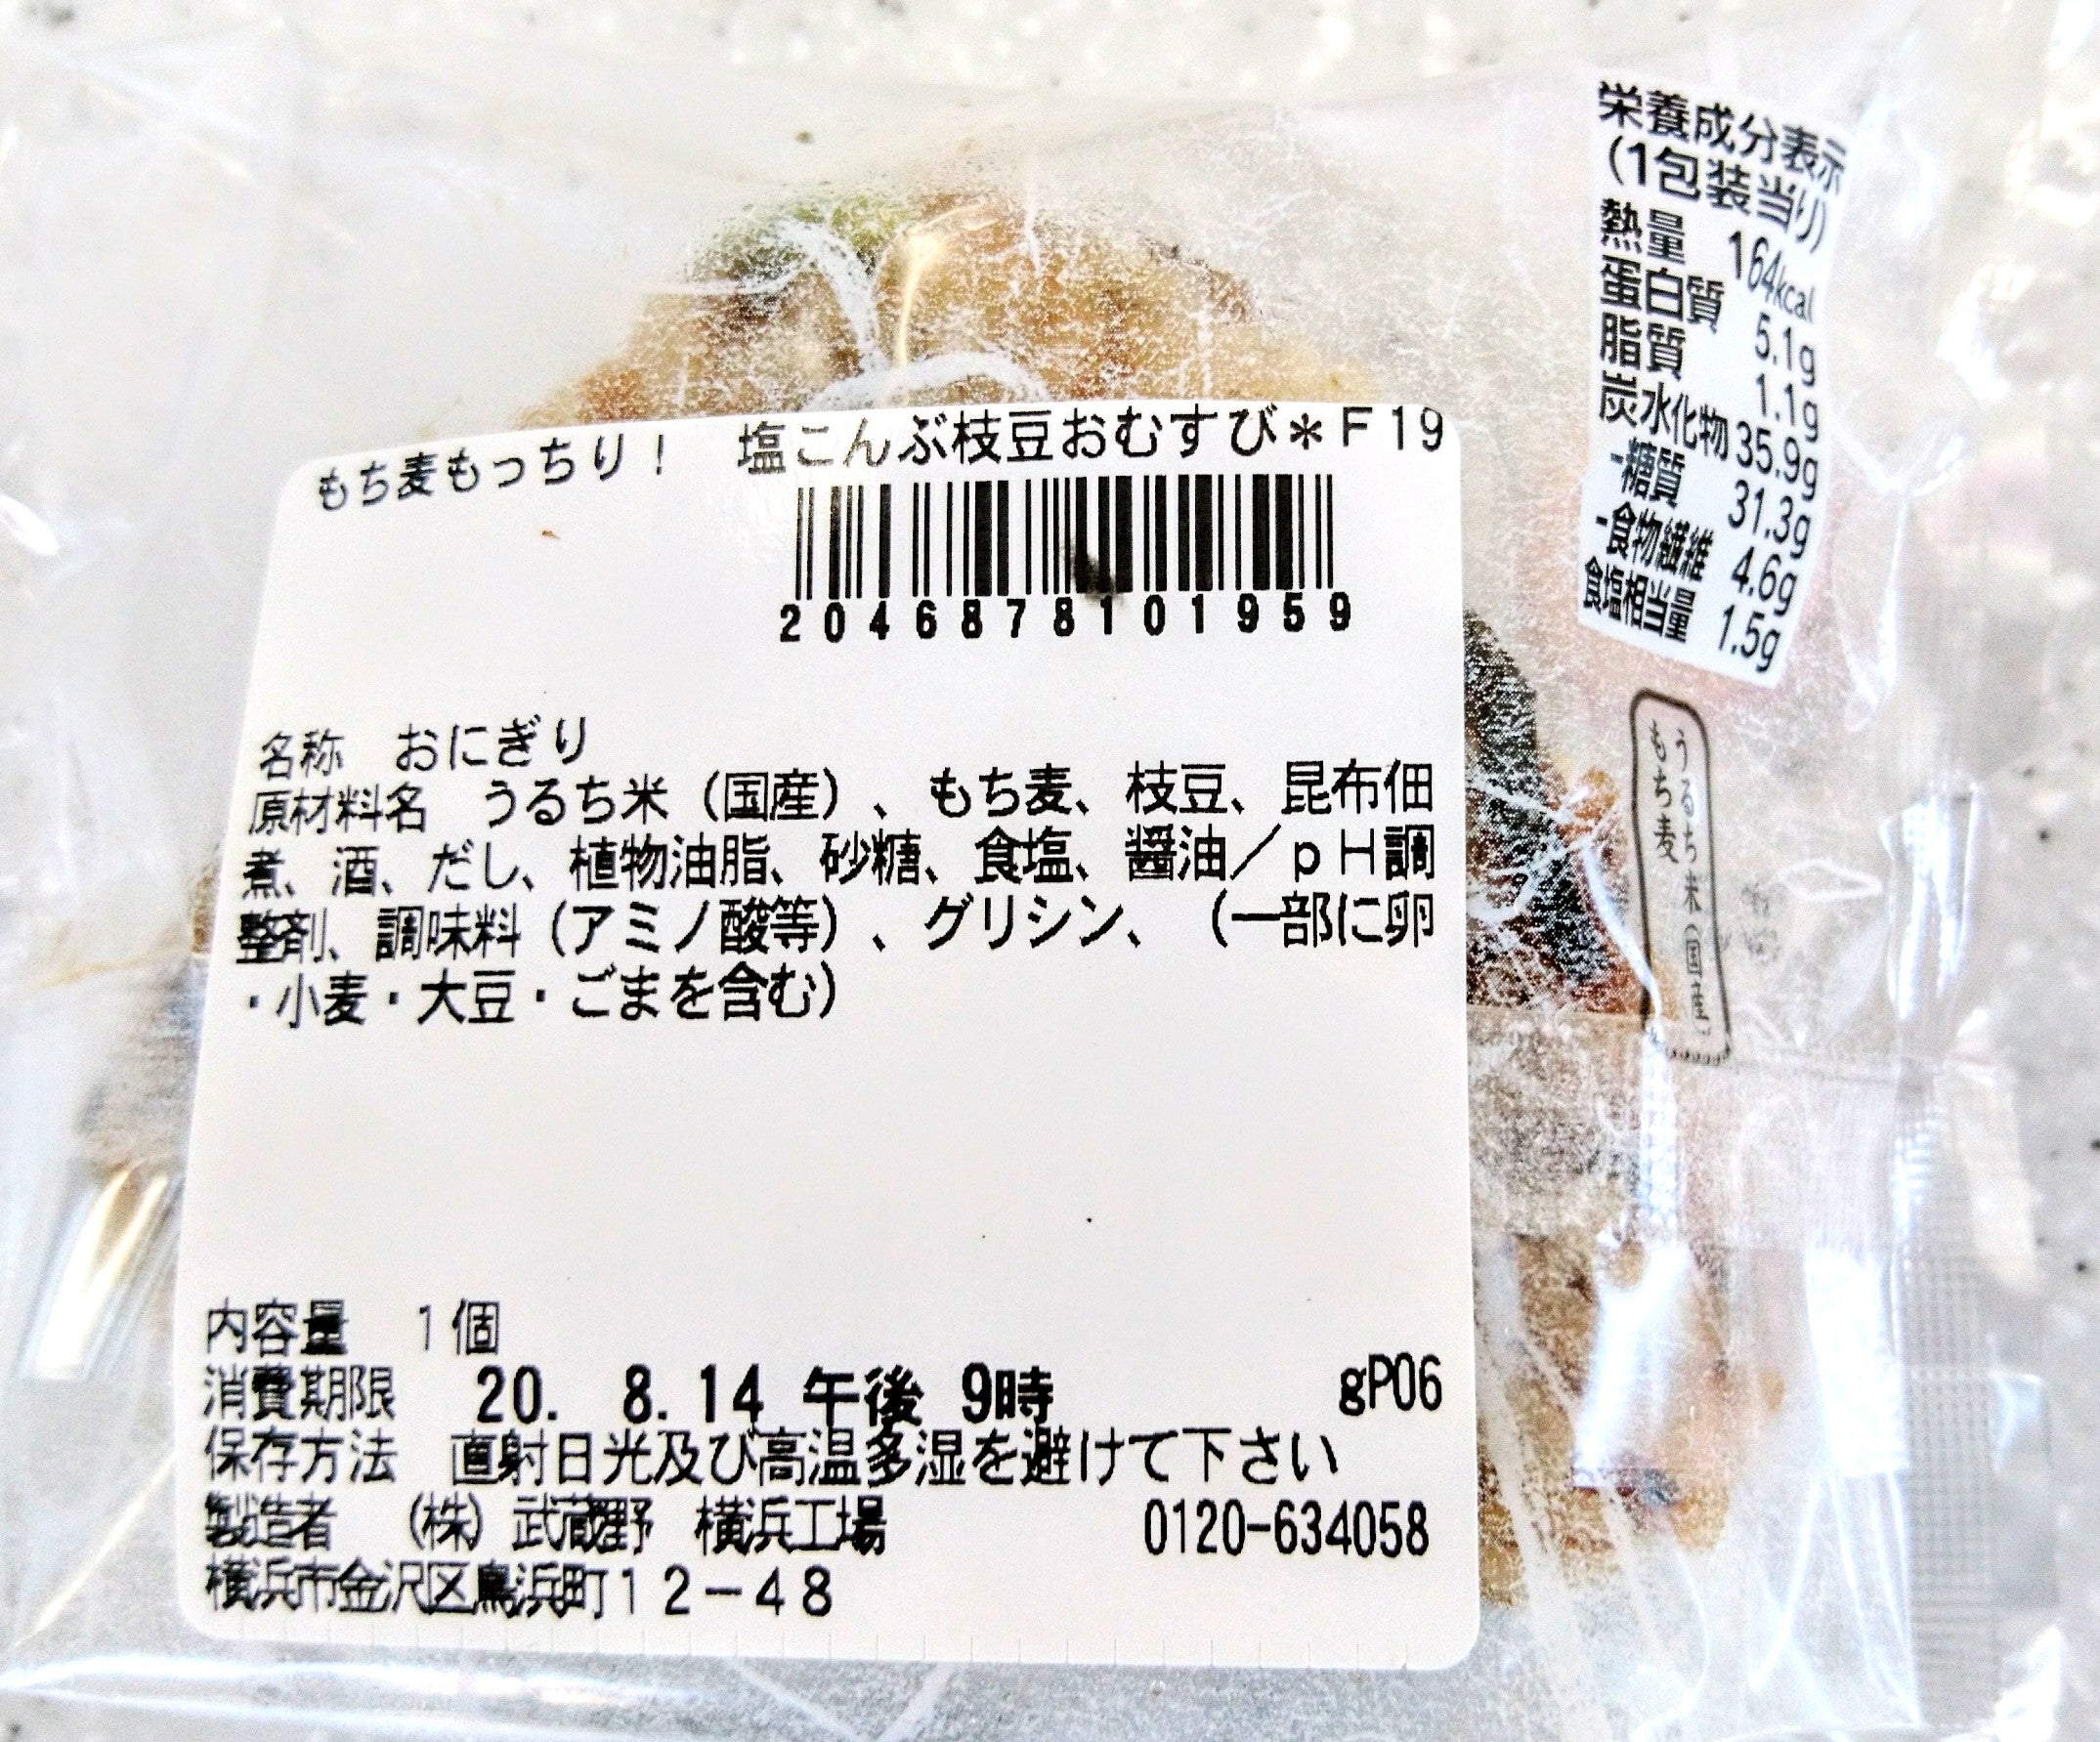 もち麦もっちり! 塩こんぶ枝豆おむすび*F19
2046878101959
名称 おにぎり
原材料名 うるち米(国産)、もち麦、枝豆、昆布佃
煮、酒、だし、植物油脂、砂糖、食塩、醤油/pH調
整剤、調味料(アミノ酸等)、グリシン、(一部に卵
・小麦・大豆・ごまを含む)
内容量 1個
消費期限 20. 8.14 午後 9時 gP06
保存方法 直射日光及び高温多湿を避けて下さい
製造者 (株)武蔵野 横浜工場 0120-634058
横浜市金沢区鳥浜町12-48
栄養成分表示
(1包装当り)
熱量 164kcal
蛋白質 5.1g
脂質 1.1g
炭水化物 35.9g
-糖質 31.3g
-食物繊維 4.6g
食塩相当量 1.5g
うるち米(国産)、
もち麦